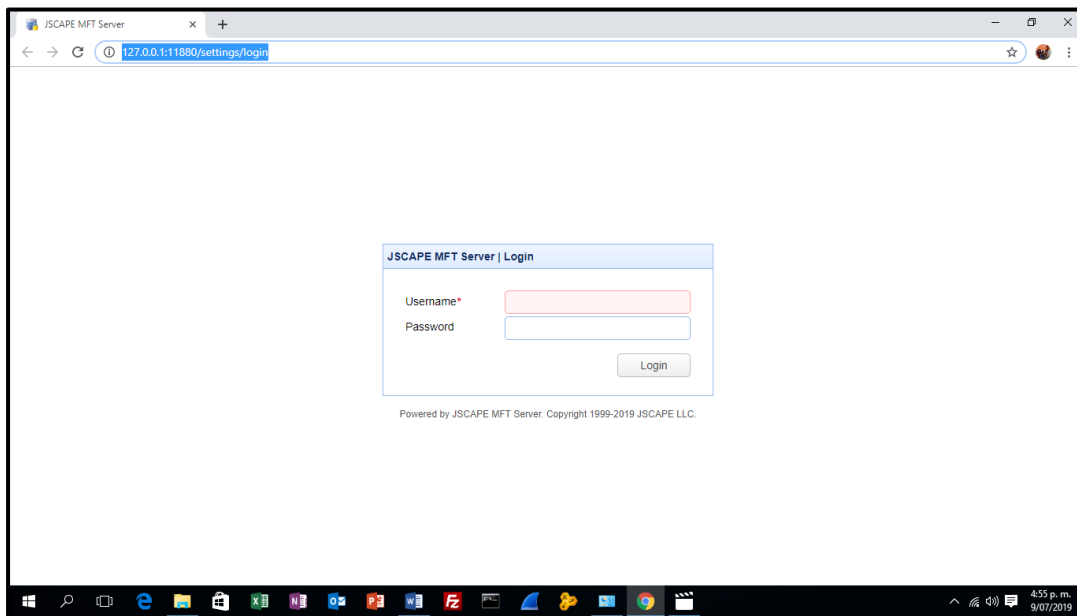 JSCAPE MFT Server
127.0.0.1:11880/settings/login
JSCAPE MFT Server | Login
Username*
Password
Login
Powered by JSCAPE MFT Server. Copyright 1999-2019 JSCAPE LLC.
4:55 p. m.
9/07/2019